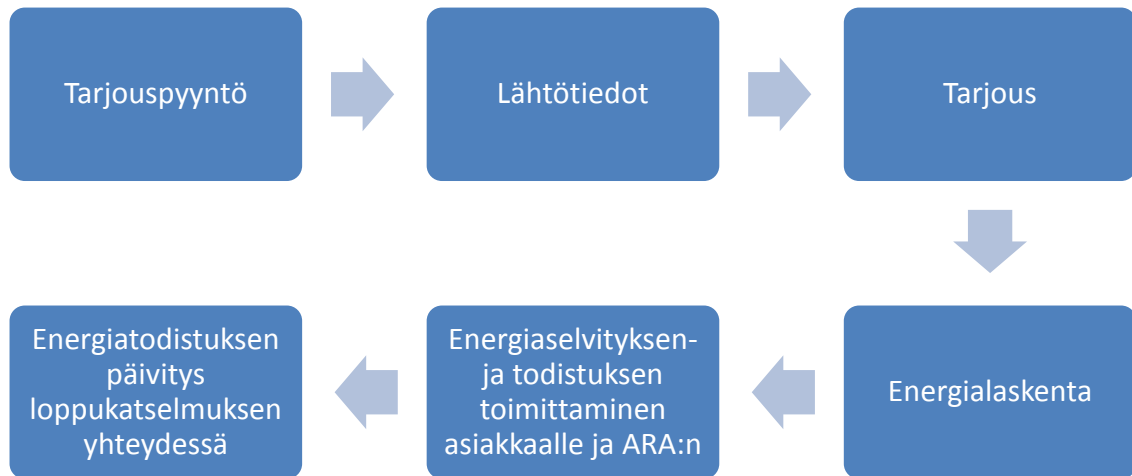 Tarjouspyyntö
Lähtötiedot
Tarjous
Energialaskenta
Energiaselvityksen-
ja todistuksen
toimittaminen
asiakkaalle ja ARA:n
Energiatodistuksen
päivitys
loppukatselmuksen
yhteydessä